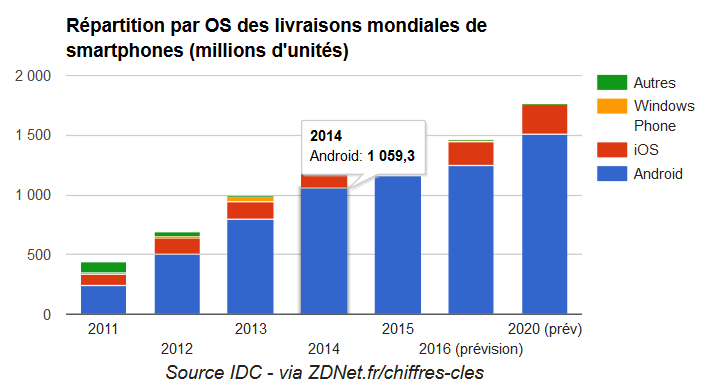 Répartition par OS des livraisons mondiales de
smartphones (millions d'unités)
2 000
1 500
1 000
500
0
2014
Android: 1 059,3
Autres
Windows
Phone
iOS
Android
2011
2012
2013
2014
2015
2016 (prévision)
2020 (prév)
Source IDC - via ZDNet.fr/chiffres-cles